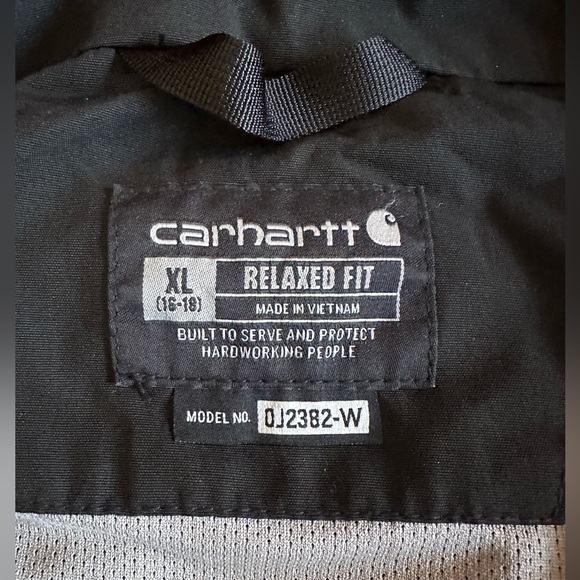 carhartt
XL
(16-18)
RELAXED FIT
MADE IN VIETNAM
BUILT TO SERVE AND PROTECT
HARDWORKING PEOPLE
MODEL NO. OJ2382-W